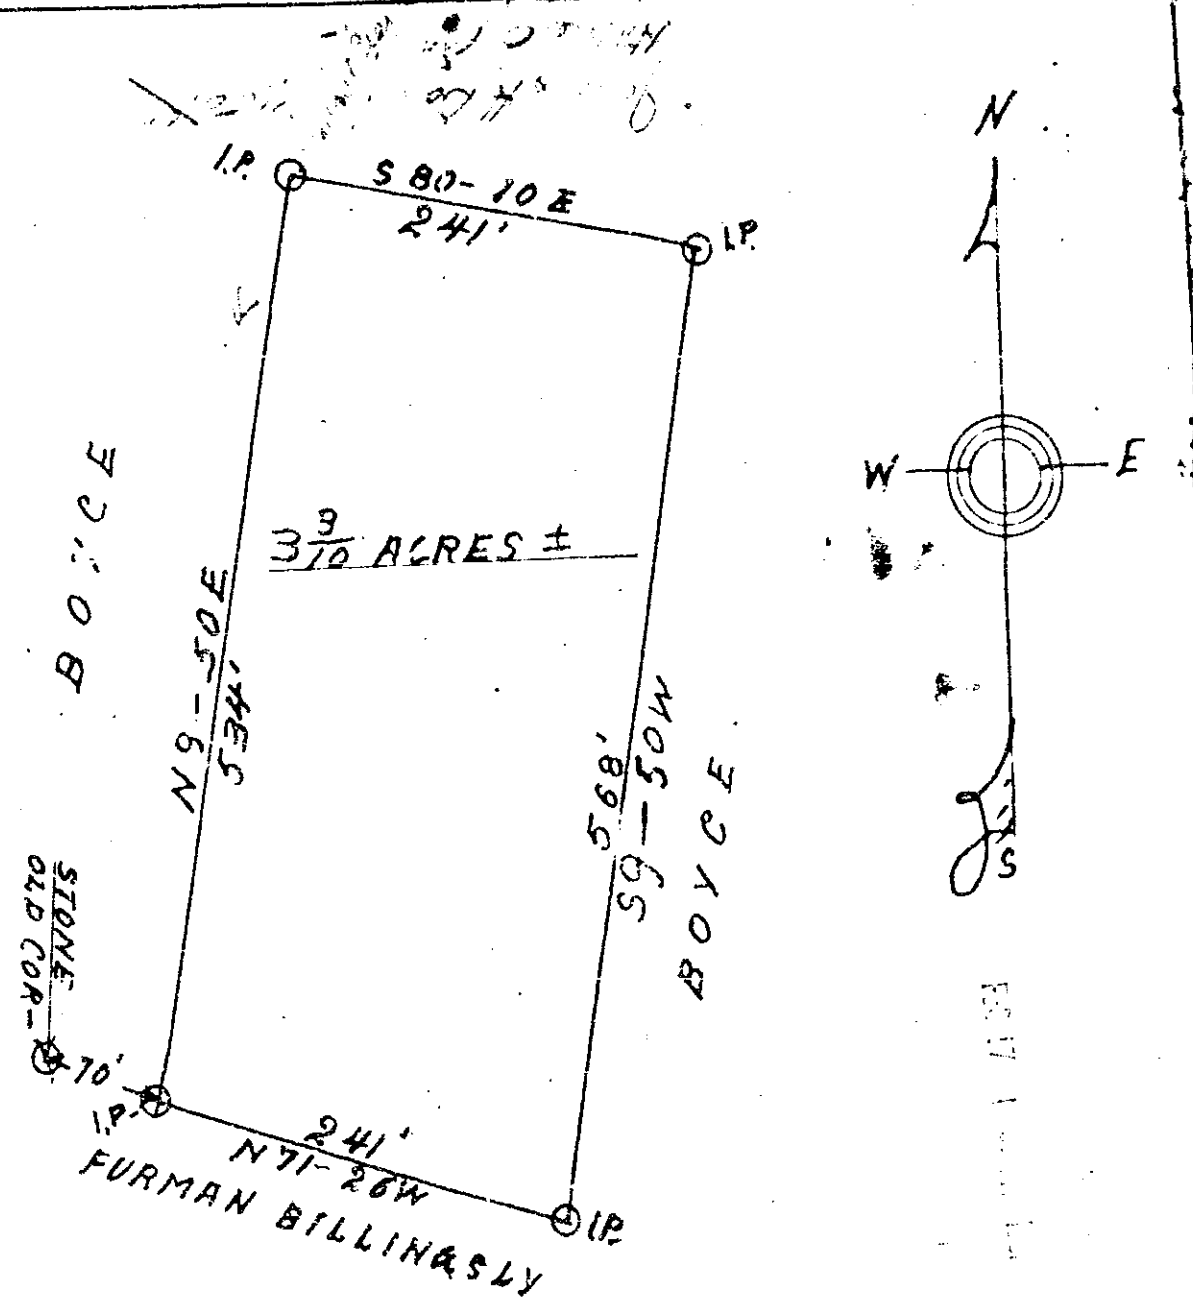 N
I.P.
S 80-10 E
241'
I.P.
W
E
BOYCE
3 3/10 ACRES ±
N 9-50 E
534'
568'
S 9-50 W
BOYCE
S
STONE
OLD COR-
70'
I.P.
241'
N 71-26 W
FURMAN BILLINGSLY
I.P.